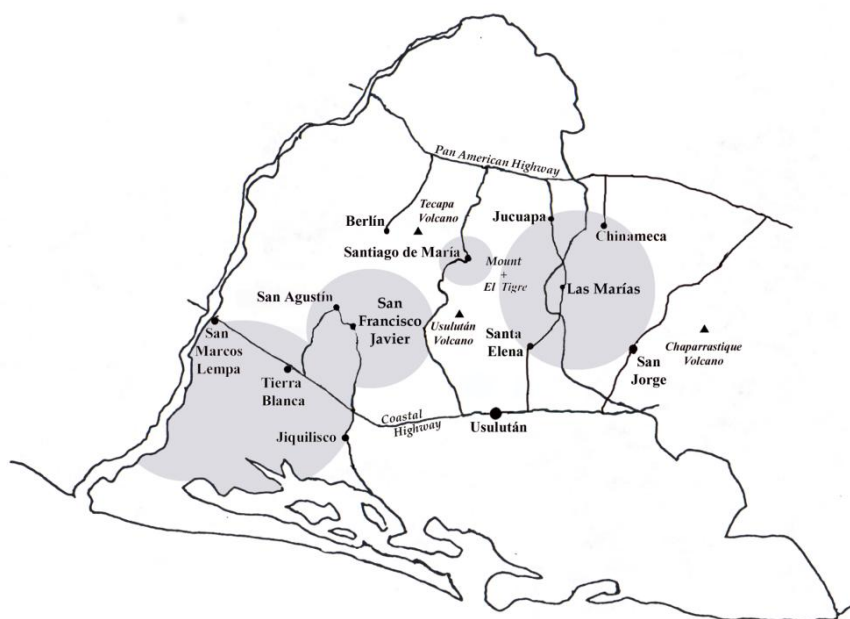 Pan American Highway
Tecapa
Volcano
Berlín
Jucuapa
Chinameca
Santiago de María
Mount
+
El Tigre
Las Marías
San Agustín
San
Francisco
Javier
Usulután
Volcano
Santa
Elena
San
Marcos
Lempa
Chaparrastique
Volcano
San
Jorge
Tierra
Blanca
Coastal
Highway
Usulután
Jiquilisco